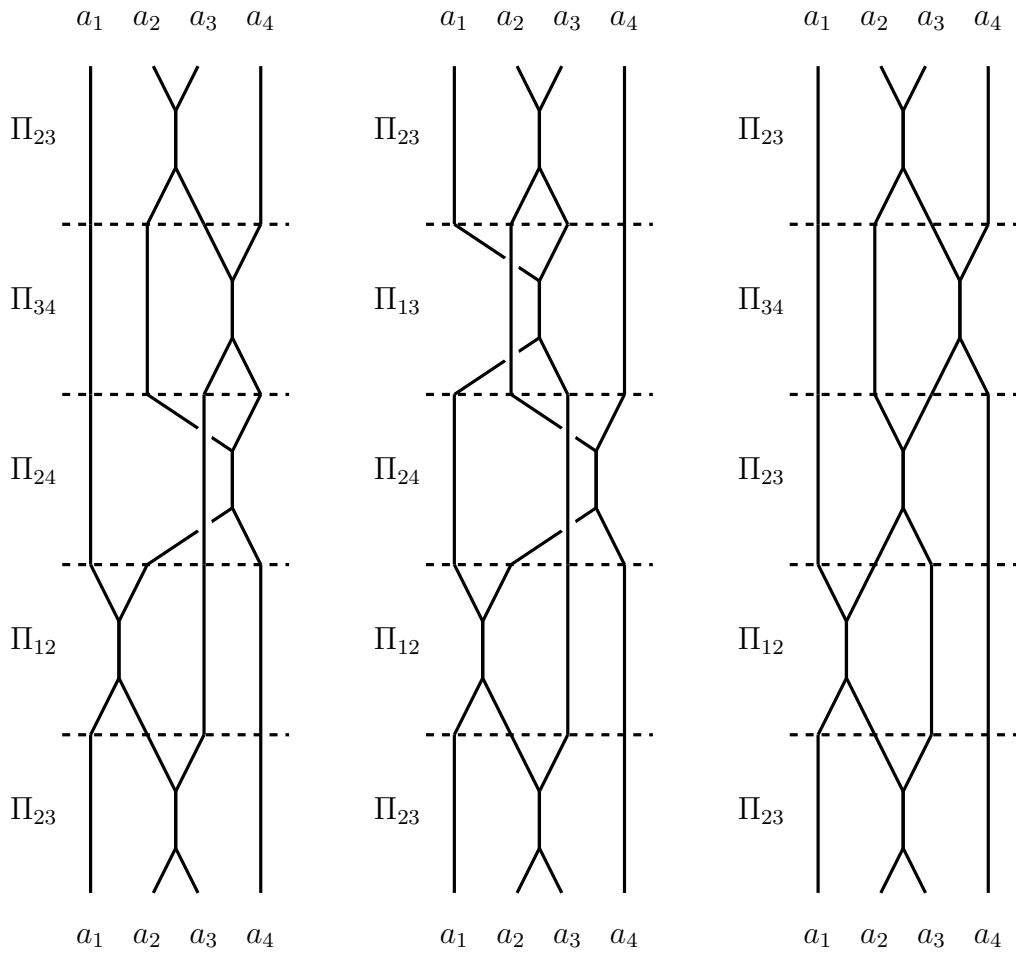 a₁ a₂ a₃ a₄ a₁ a₂ a₃ a₄ a₁ a₂ a₃ a₄
Π₂₃ Π₂₃ Π₂₃
Π₃₄ Π₁₃ Π₃₄
Π₂₄ Π₂₄ Π₂₃
Π₁₂ Π₁₂ Π₁₂
Π₂₃ Π₂₃ Π₂₃
a₁ a₂ a₃ a₄ a₁ a₂ a₃ a₄ a₁ a₂ a₃ a₄